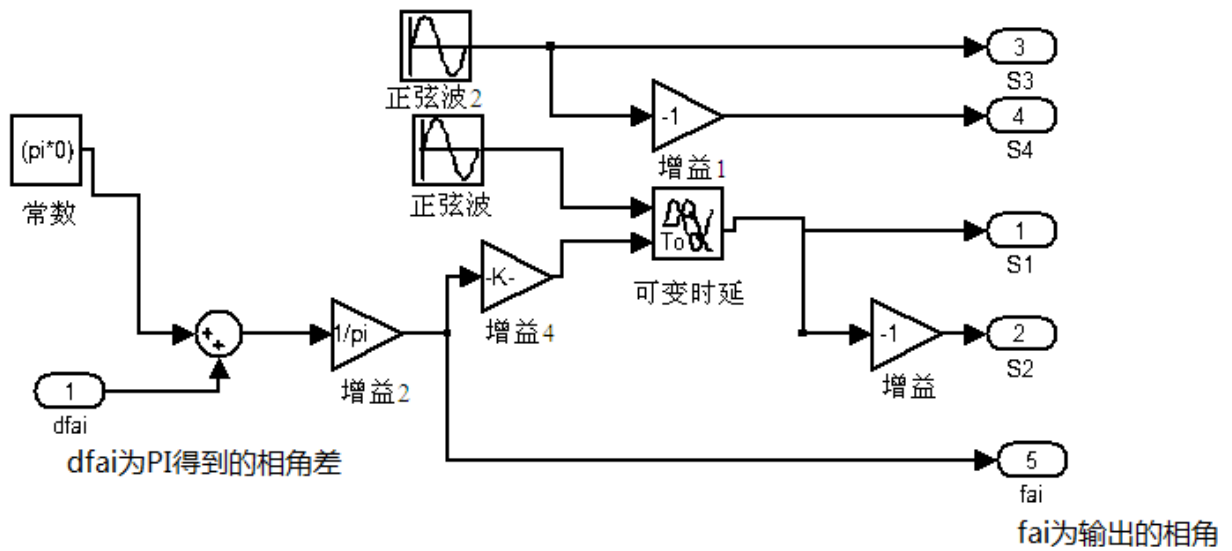 3
S3
正弦波2
-1
4
S4
增益1
(pi*0)
常数
正弦波
To
可变时延
1
S1
-K-
增益4
+
+
1/pi
增益2
-1
增益
2
S2
1
dfai
dfai为PI得到的相角差
5
fai
fai为输出的相角